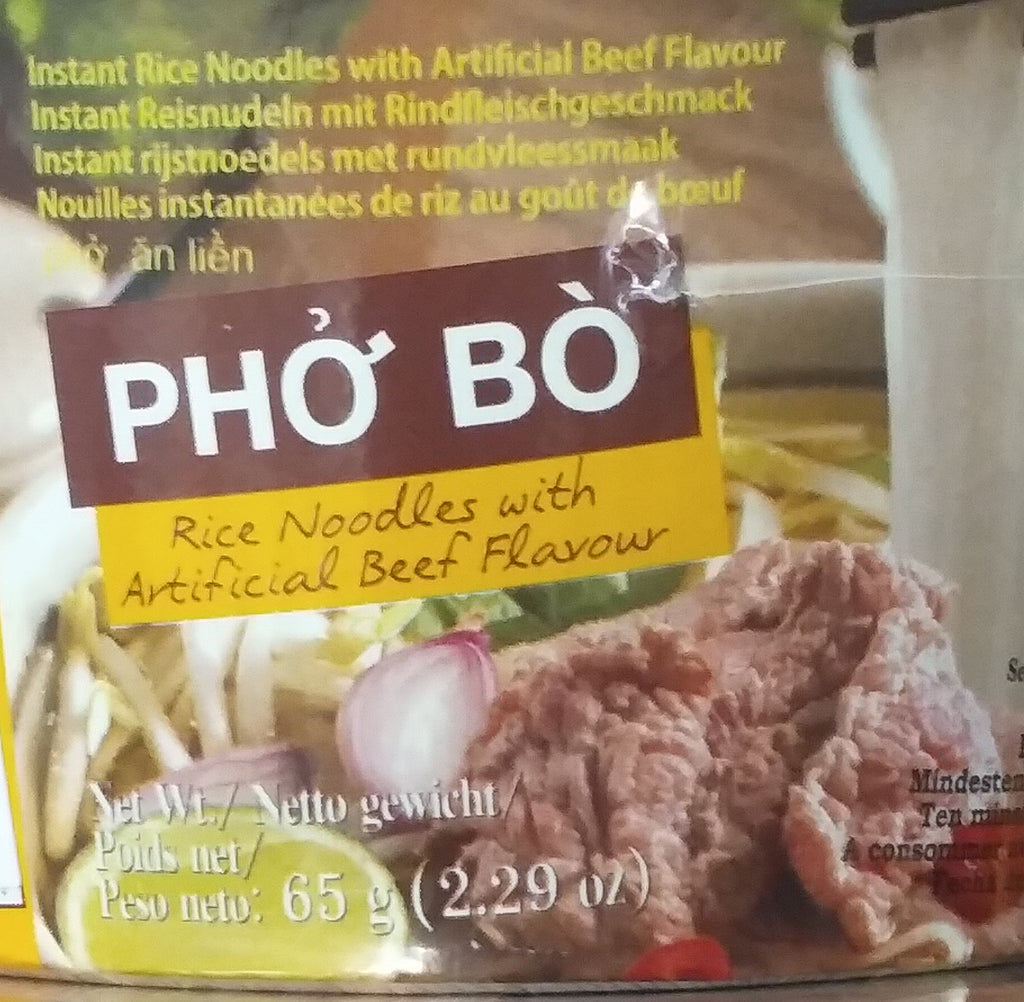 Instant Rice Noodles with Artificial Beef Flavour
Instant Reisnudeln mit Rindfleischgeschmack
Instant rijstnoedels met rundvleessmaak
Nouilles instantanées de riz au goût de bœuf
phở ăn liền
PHỞ BÒ
Rice Noodles with
Artificial Beef Flavour
Net Wt./ Netto gewicht/
Poids net/
Peso neto: 65 g (2.29 oz)
A consommer